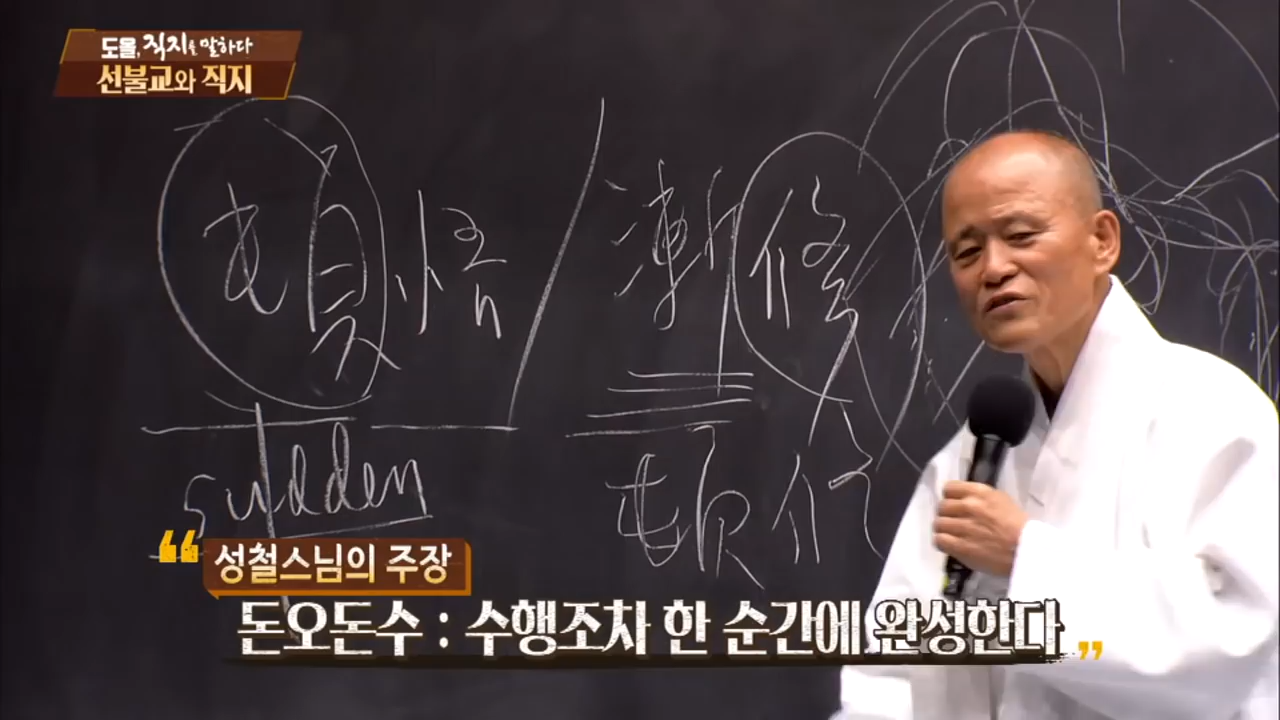 도올, 직지를 말하다
선불교와 직지
頓悟/漸修
sudden
頓修
성철스님의 주장
“돈오돈수 : 수행조차 한 순간에 완성한다”